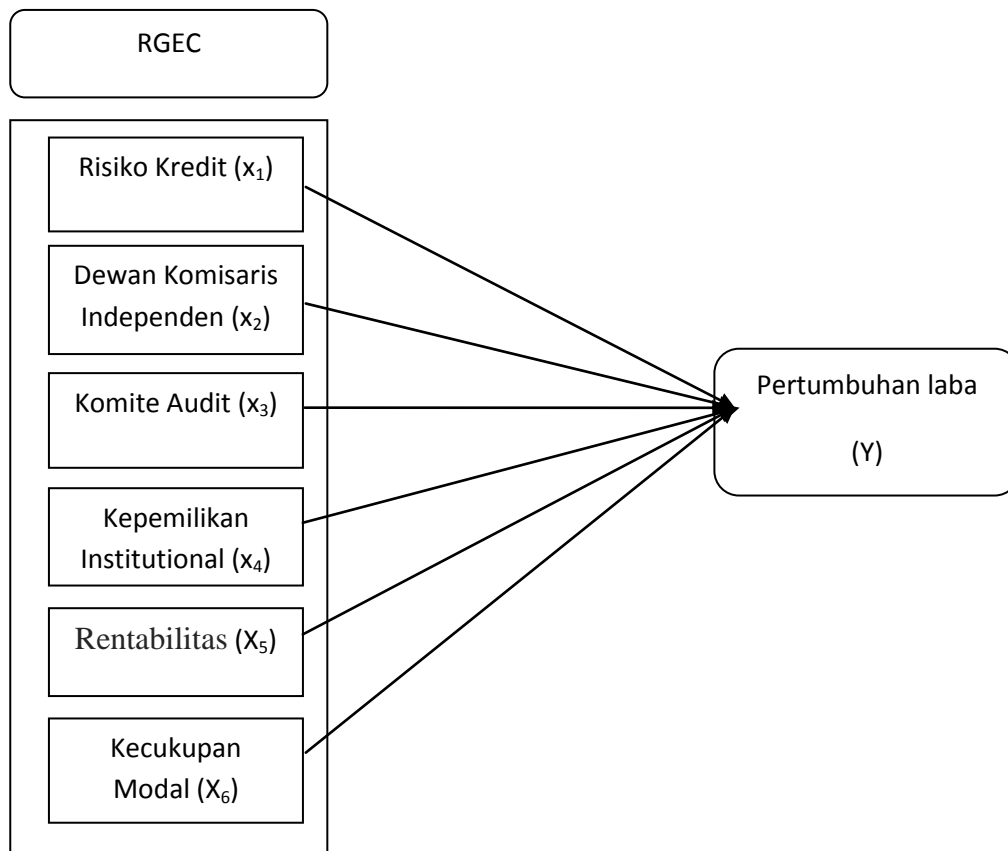 RGEC
Risiko Kredit (x₁)
Dewan Komisaris
Independen (x₂)
Komite Audit (x₃)
Kepemilikan
Institutional (x₄)
Rentabilitas (X₅)
Kecukupan
Modal (X₆)
Pertumbuhan laba
(Y)